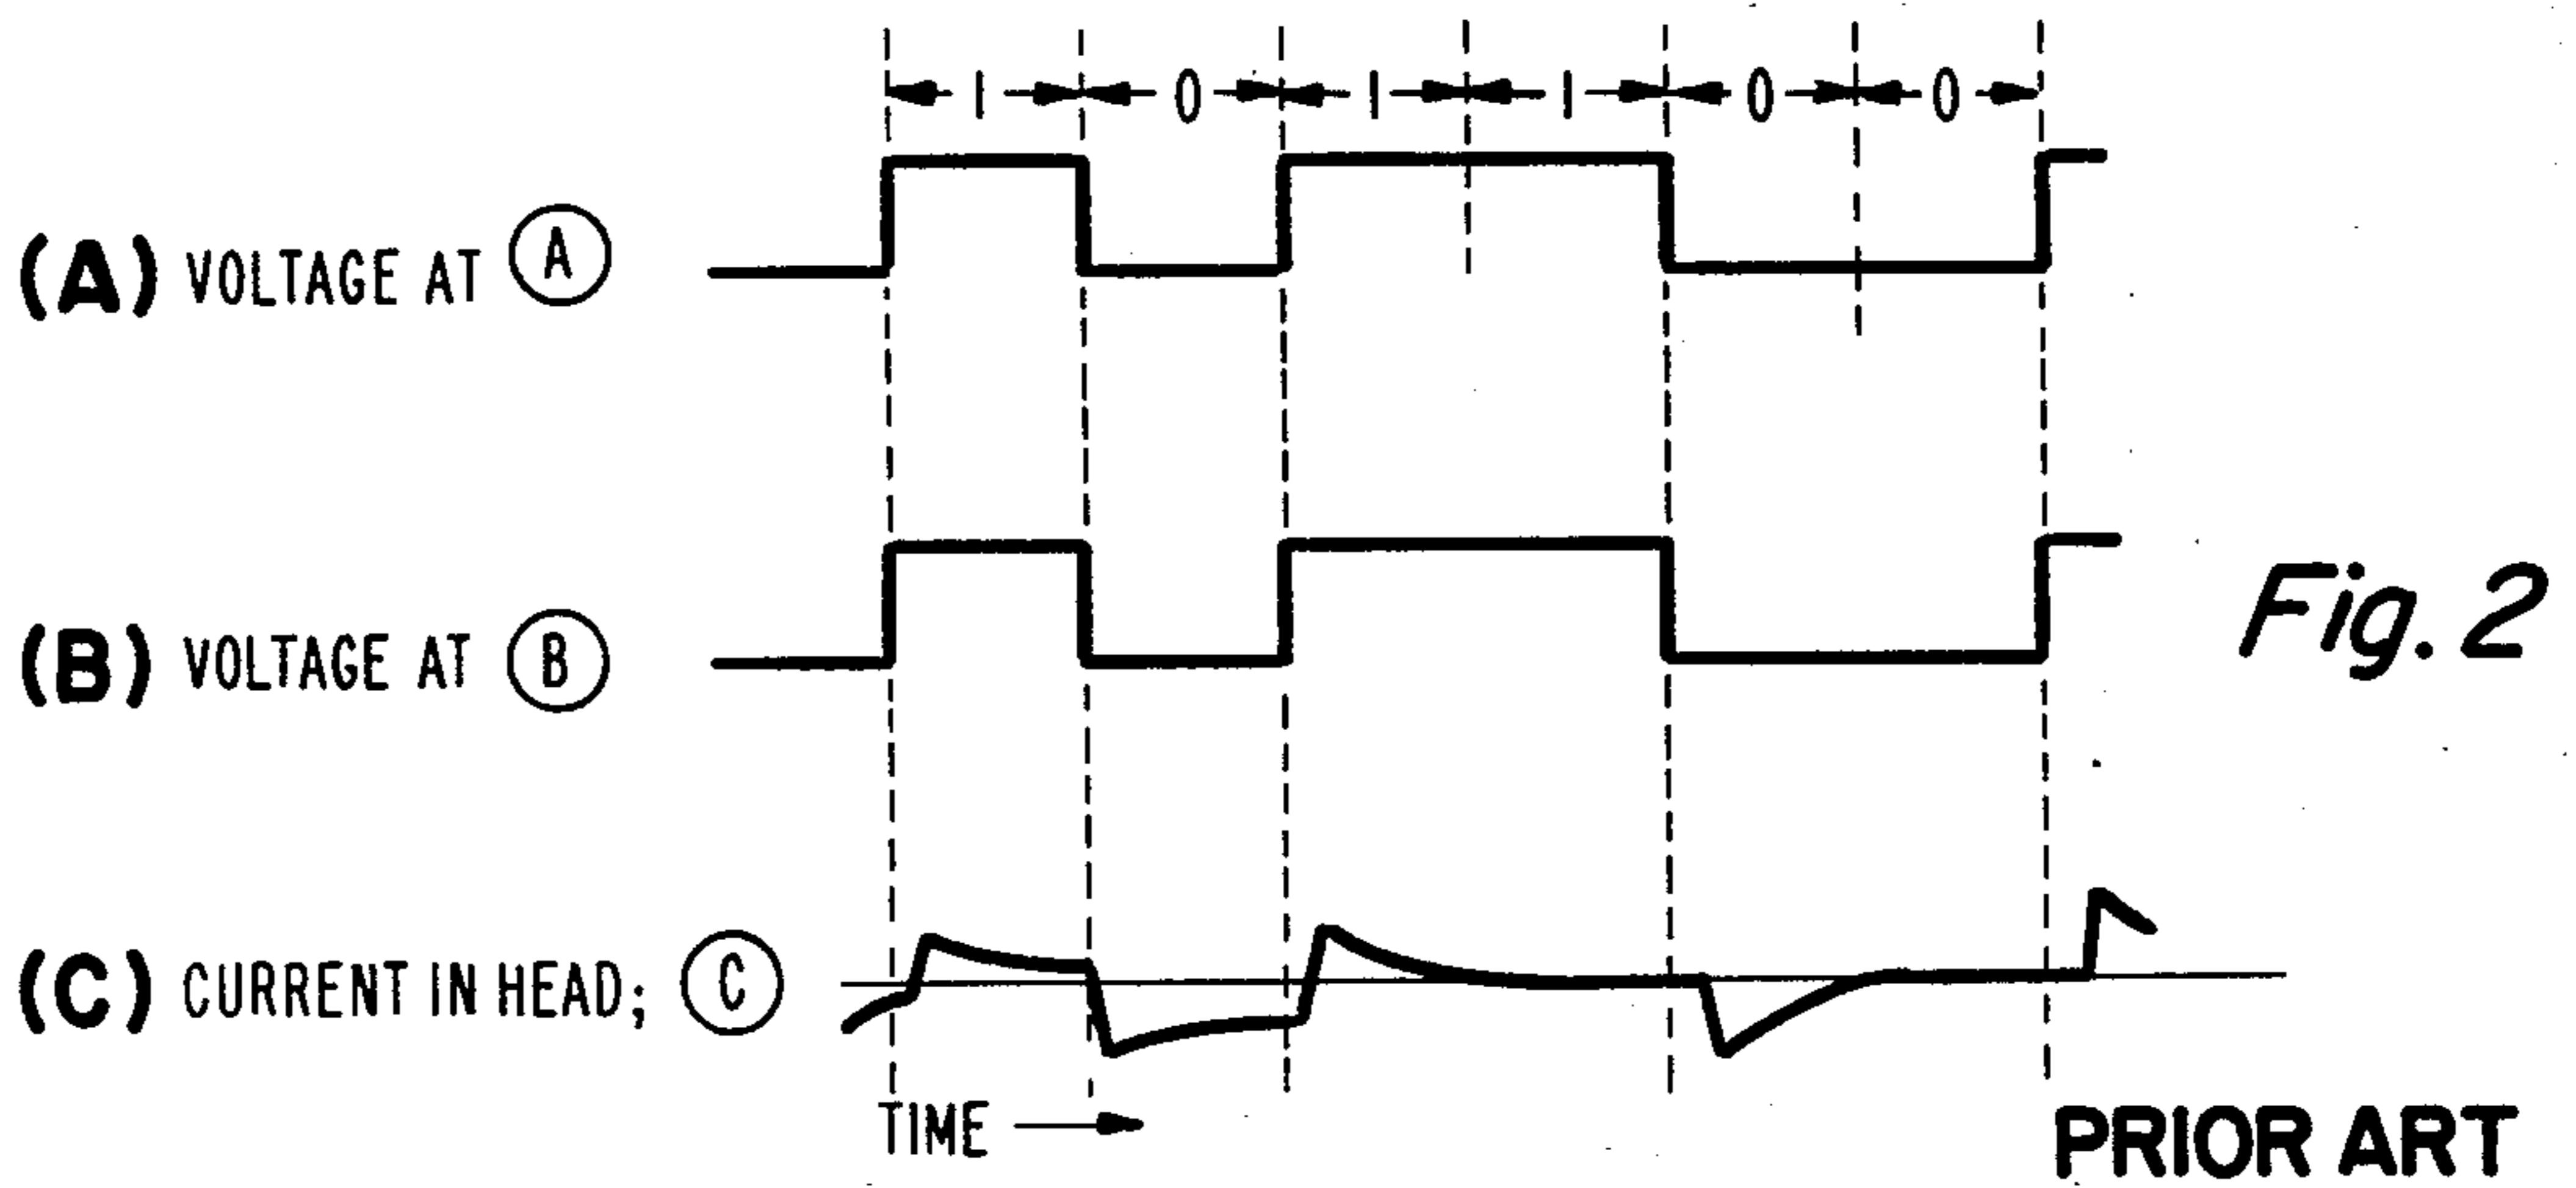 1 0 1 1 0 0
(A) VOLTAGE AT A
(B) VOLTAGE AT B
Fig. 2
(C) CURRENT IN HEAD; C
TIME
PRIOR ART